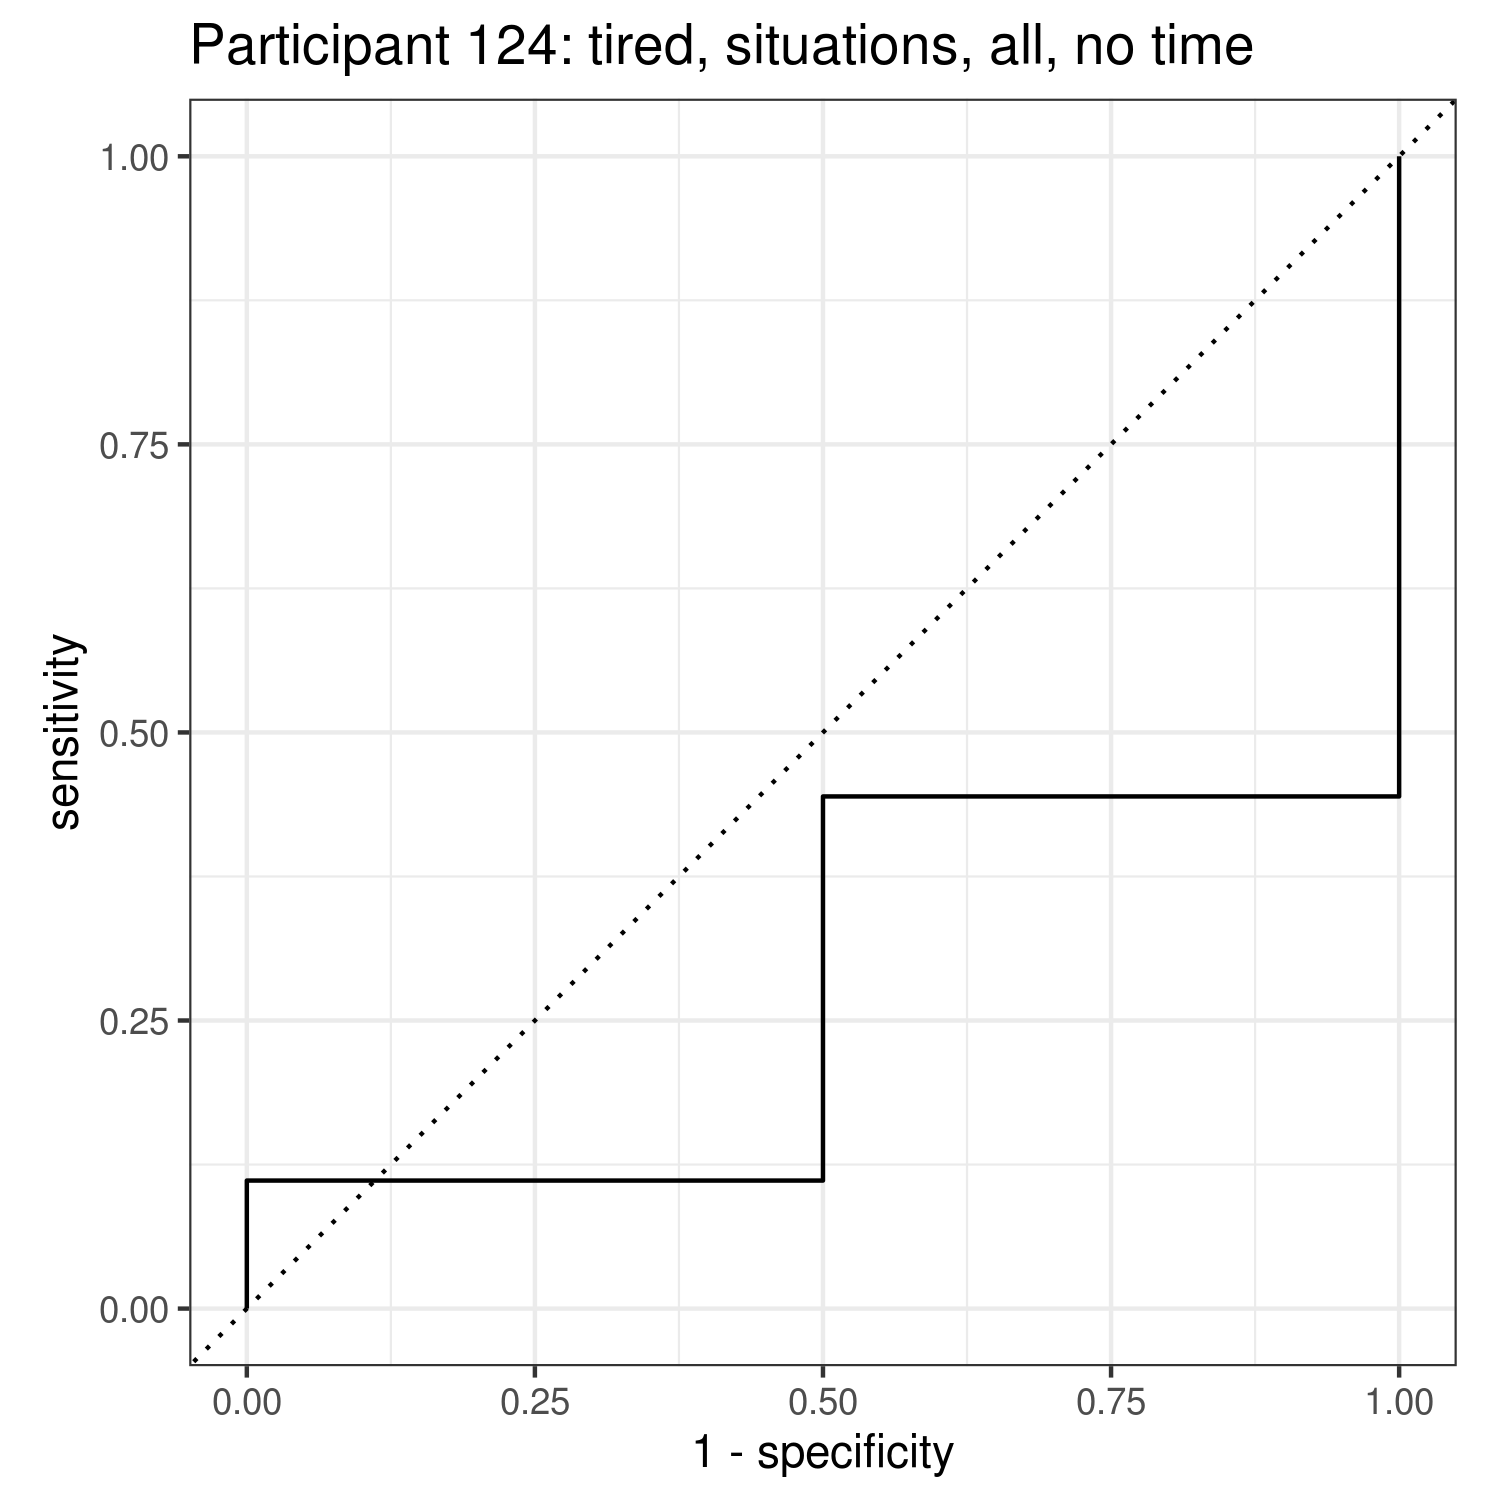 Participant 124: tired, situations, all, no time
1.00
0.75
0.50
0.25
0.00
sensitivity
0.00 0.25 0.50 0.75 1.00
1 - specificity